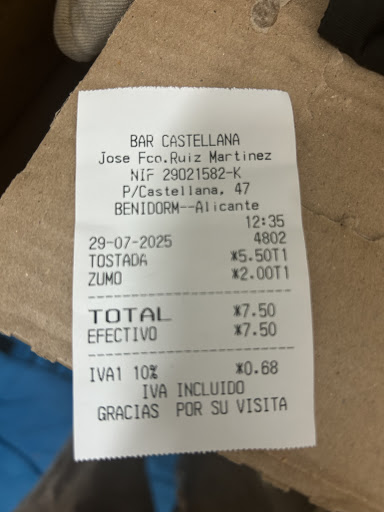 BAR CASTELLANA
Jose Fco.Ruiz Martinez
NIF 29021582-K
P/Castellana, 47
BENIDORM--Alicante
12:35
29-07-2025 4802
TOSTADA *5.50T1
ZUMO *2.00T1
TOTAL *7.50
EFECTIVO *7.50
IVA1 10% *0.68
IVA INCLUIDO
GRACIAS POR SU VISITA